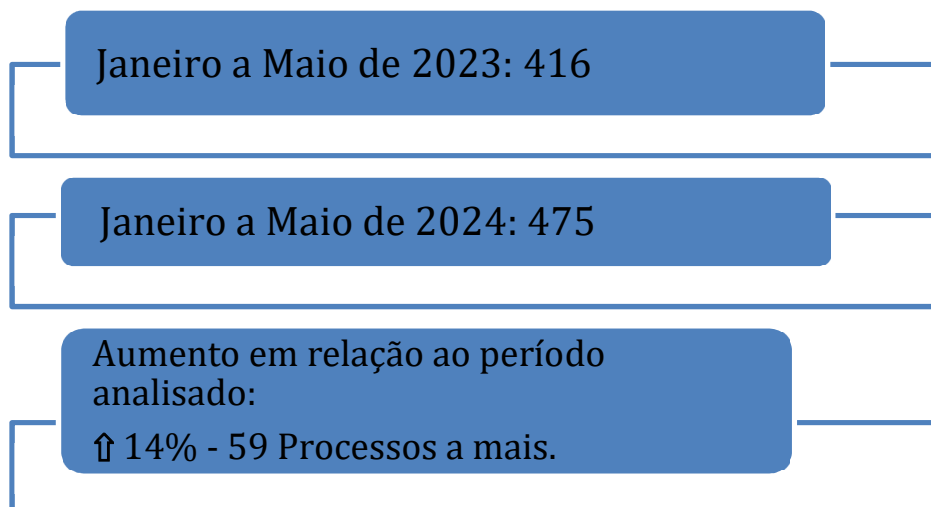 Janeiro a Maio de 2023: 416
Janeiro a Maio de 2024: 475
Aumento em relação ao período
analisado:
⇧ 14% - 59 Processos a mais.